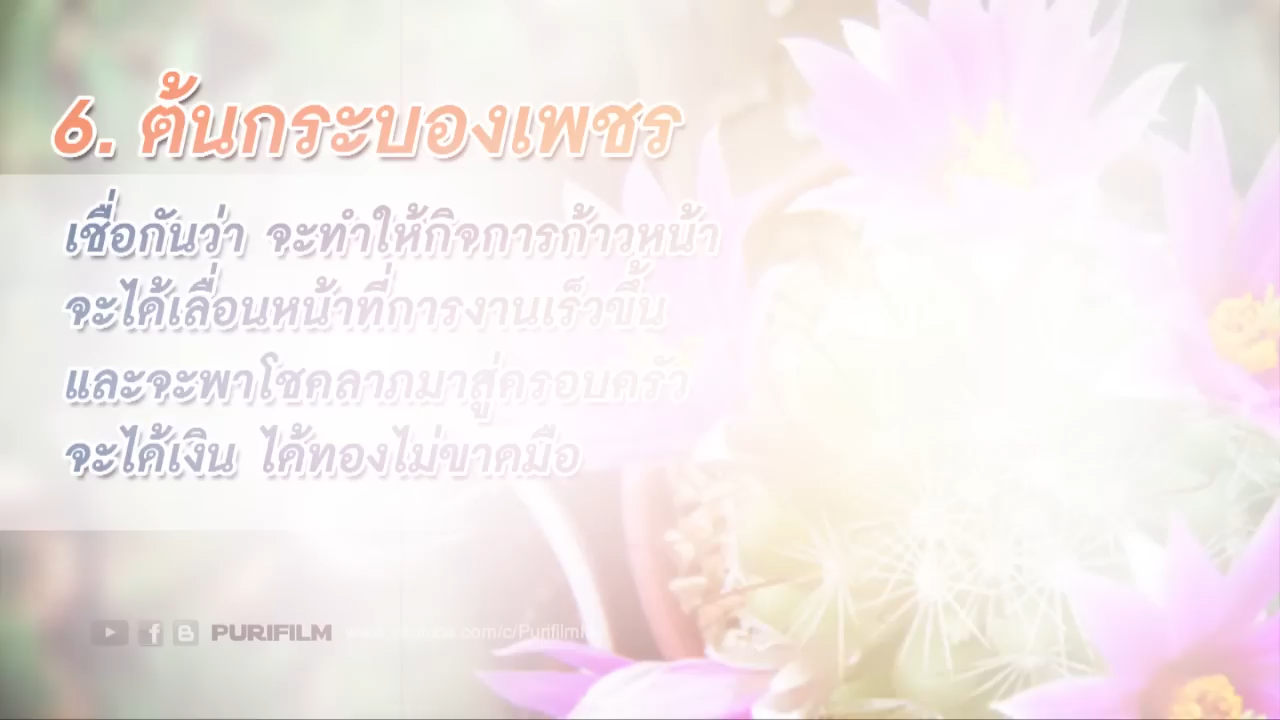 6. ต้นกระบองเพชร
เชื่อกันว่า จะทำให้กิจการก้าวหน้า
จะได้เลื่อนหน้าที่การงานเร็วขึ้น
และจะพาโชคลาภมาสู่ครอบครัว
จะได้เงิน ได้ทองไม่ขาดมือ
PURIFILM